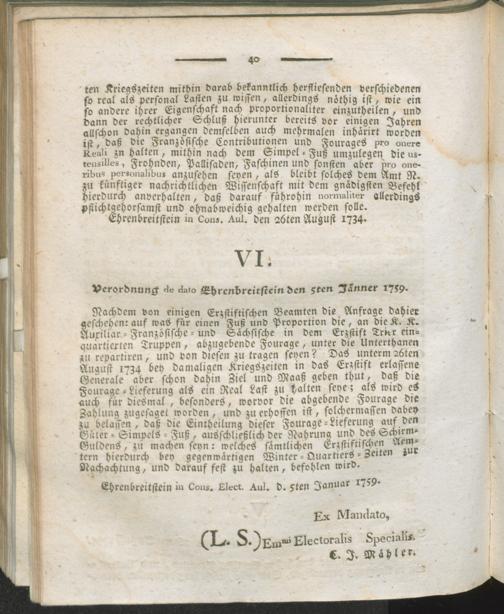 40
ten Kriegszeiten mithin darab bekanntlich herfliesenden verschiedenen
so real als personal Lasten zu wissen, allerdings nöthig ist, wie ein
so andere ihrer Eigenschaft nach proportionaliter einzutheilen, und
dann der rechtlicher Schluß hierunter bereits vor einigen Jahren
allschon dahin ergangen demselben auch mehrmalen inhärirt worden
ist, daß die Französische Contributionen und Fourages pro onere
Reali zu halten, mithin nach dem Simpel-Fuß umzulegen die us-
tensilles, Frohnden, Pallisaden, Faschinen und sonsten aber pro one-
ribus personalibus anzusehen seyen, als bleibt solches dem Amt N.
zu künftiger nachrichtlichen Wissenschaft mit dem gnädigsten Befehl
hierdurch anverhalten, daß darauf führohin normaliter allerdings
pflichtgehorsamst und ohnabweichig gehalten werden solle.
Ehrenbreitstein in Cons. Aul. den 26ten August 1734.
VI.
Verordnung de dato Ehrenbreitstein den 5ten Jänner 1759.
Nachdem von einigen Erzstiftischen Beamten die Anfrage dahier
geschehen: auf was für einen Fuß und Proportion die, an die K. K.
Auxiliar-Französische- und Sächsische in dem Erzstift Trier ein-
quartierten Truppen, abzugebende Fourage, unter die Unterthanen
zu repartiren, und von diesen zu tragen seyen? Das unterm 26ten
August 1734 bey damaligen Kriegszeiten in das Erzstift erlassene
Generale aber schon dahin Ziel und Maaß geben thut, daß die
Fourage-Lieferung als ein Real Last zu halten seye; als wird es
auch für diesmal, besonders, worvor die abgebende Fourage die
Zahlung zugesaget worden, und zu erhoffen ist, solchermassen dabey
zu belassen, daß die Eintheilung dieser Fourage-Lieferung auf den
Güter-Simpels-Fuß, ausschließlich der Nahrung und des Schirm-
Guldens, zu machen seyn: welches sämtlichen Erzstiftischen Aem-
tern hierdurch bey gegenwärtigen Winter-Quartiers-Zeiten zur
Nachachtung, und darauf fest zu halten, befohlen wird.
Ehrenbreitstein in Cons. Elect. Aul. d. 5ten Januar 1759.
Ex Mandato,
(L. S.) Emmi Electoralis Specialis.
C. J. Mähler.